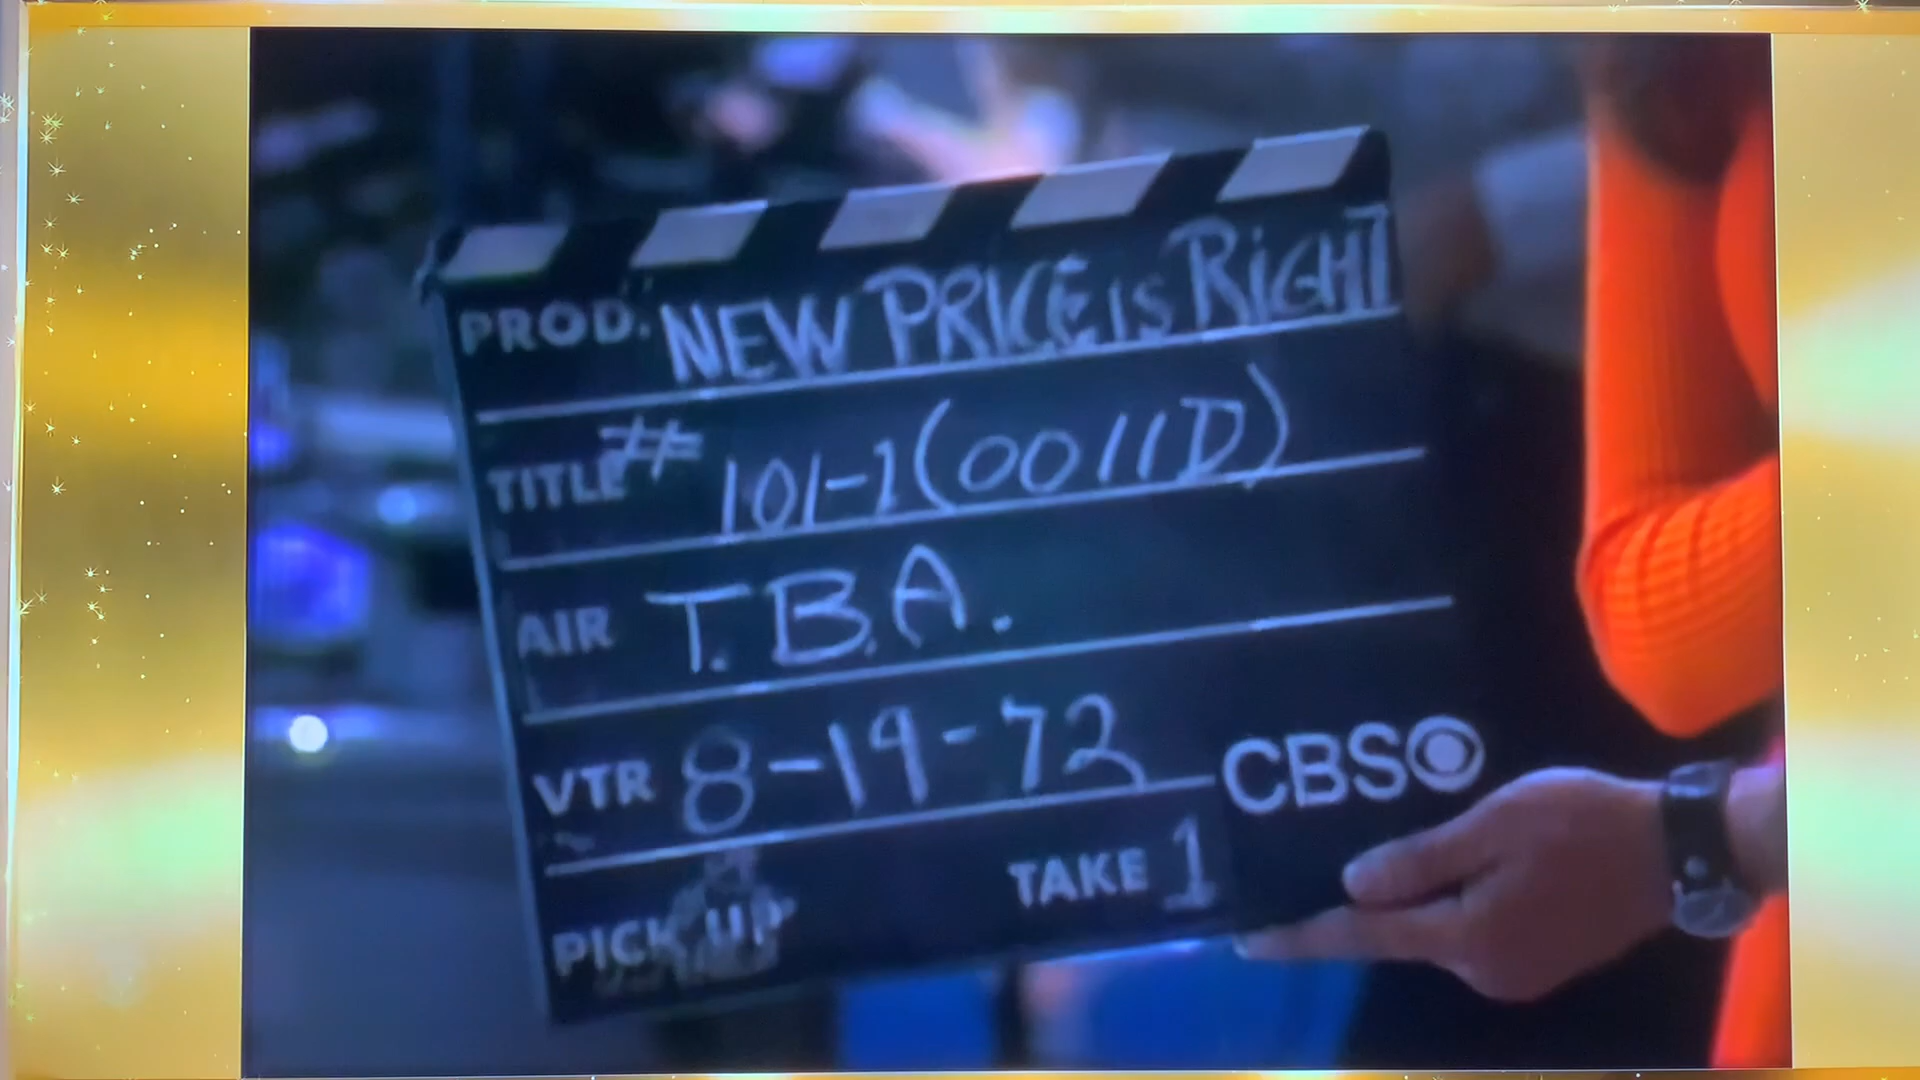 PROD. NEW PRICE IS RIGHT
TITLE # 101-1 (0011D)
AIR T.B.A.
VTR 8-19-72
CBS
PICK UP TAKE 1